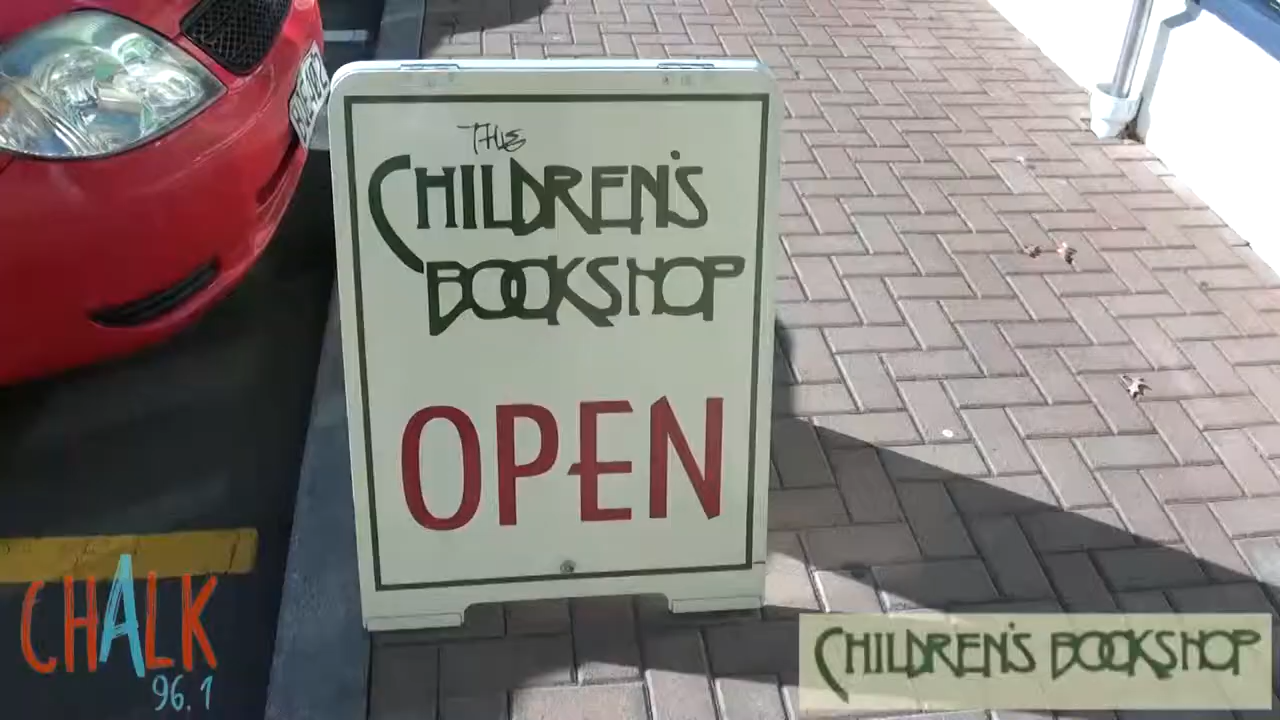 THE
CHILDREN'S
BOOKSHOP
OPEN
CHALK
96.1
CHILDREN'S BOOKSHOP